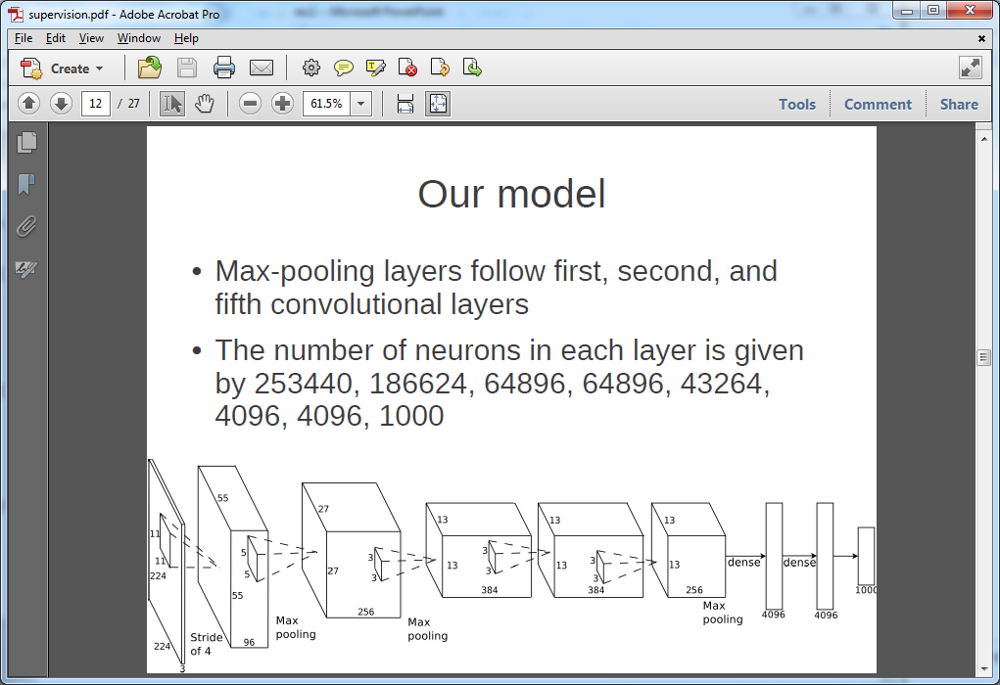 supervision.pdf - Adobe Acrobat Pro
File Edit View Window Help
Create
12 / 27 61.5% Tools Comment Share
Our model
• Max-pooling layers follow first, second, and
fifth convolutional layers
• The number of neurons in each layer is given
by 253440, 186624, 64896, 64896, 43264,
4096, 4096, 1000
55
27
13 13 13
11
5
3 3 3
11
5
27
3
13
3
13
3
13
dense dense
224
55
384 384 256
1000
256
Max
pooling
4096 4096
Max
pooling
Max
pooling
Stride
of 4
224
96
3